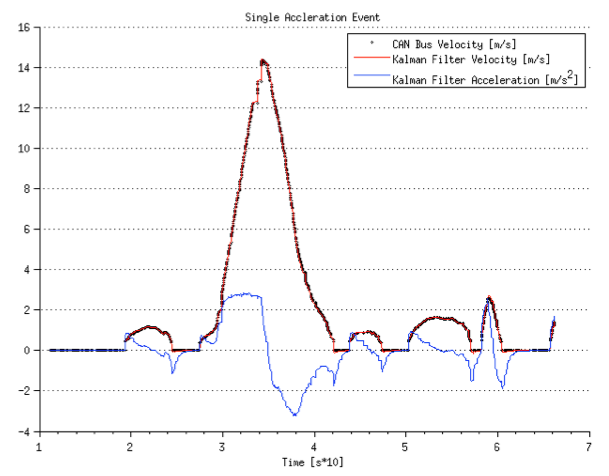 Single Accleration Event
CAN Bus Velocity [m/s]
Kalman Filter Velocity [m/s]
Kalman Filter Acceleration [m/s2]
16
14
12
10
8
6
4
2
0
-2
-4
1 2 3 4 5 6 7
Time [s*10]